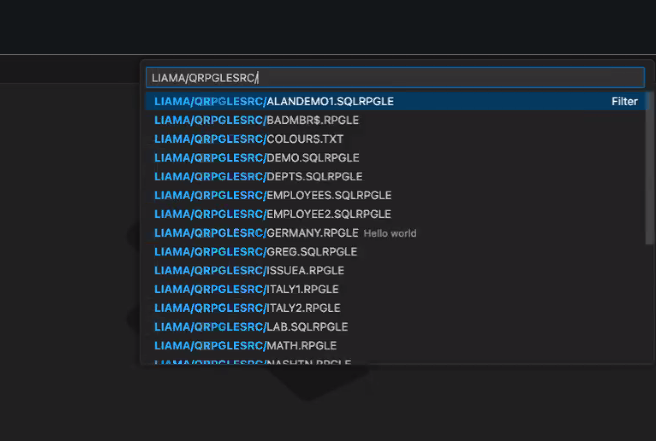 LIAMA/QRPGLESRC/
LIAMA/QRPGLESRC/ALANDEMO1.SQLRPGLE Filter
LIAMA/QRPGLESRC/BADMBR$.RPGLE
LIAMA/QRPGLESRC/COLOURS.TXT
LIAMA/QRPGLESRC/DEMO.SQLRPGLE
LIAMA/QRPGLESRC/DEPTS.SQLRPGLE
LIAMA/QRPGLESRC/EMPLOYEES.SQLRPGLE
LIAMA/QRPGLESRC/EMPLOYEE2.SQLRPGLE
LIAMA/QRPGLESRC/GERMANY.RPGLE Hello world
LIAMA/QRPGLESRC/GREG.SQLRPGLE
LIAMA/QRPGLESRC/ISSUEA.RPGLE
LIAMA/QRPGLESRC/ITALY1.RPGLE
LIAMA/QRPGLESRC/ITALY2.RPGLE
LIAMA/QRPGLESRC/LAB.SQLRPGLE
LIAMA/QRPGLESRC/MATH.RPGLE
LIAMA/QRPGLESRC/NASHTN.RPGLE